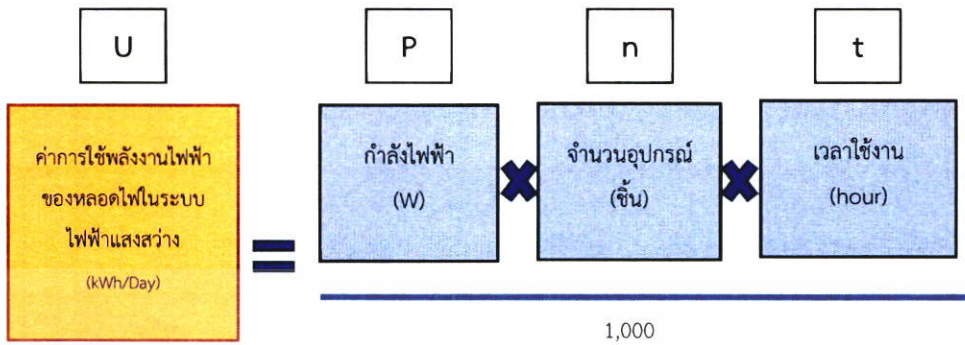 U
P
n
t
ค่าการใช้พลังงานไฟฟ้า
ของหลอดไฟในระบบ
ไฟฟ้าแสงสว่าง
(kWh/Day)
=
กำลังไฟฟ้า
(W)
×
จำนวนอุปกรณ์
(ชิ้น)
×
เวลาใช้งาน
(hour)
1,000